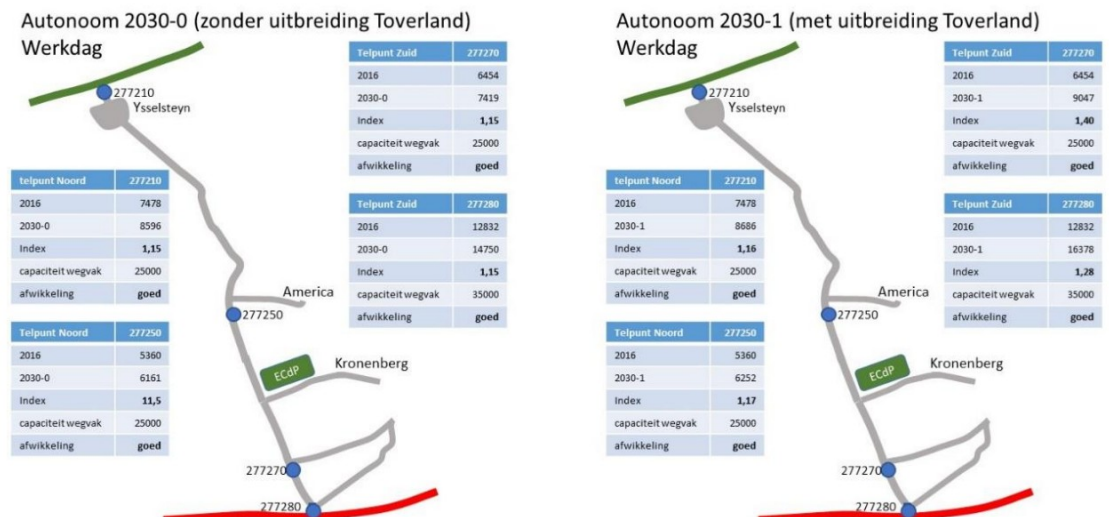 Autonoom 2030-0 (zonder uitbreiding Toverland)
Werkdag
Telpunt Zuid 277270
2016 6454
2030-0 7419
Index 1,15
capaciteit wegvak 25000
afwikkeling goed
277210
Ysselsteyn
telpunt Noord 277210
2016 7478
2030-0 8596
Index 1,15
capaciteit wegvak 25000
afwikkeling goed
Telpunt Zuid 277280
2016 12832
2030-0 14750
Index 1,15
capaciteit wegvak 35000
afwikkeling goed
America
277250
Telpunt Noord 277250
2016 5360
2030-0 6161
Index 11,5
capaciteit wegvak 25000
afwikkeling goed
Kronenberg
ECdP
277270
277280
Autonoom 2030-1 (met uitbreiding Toverland)
Werkdag
Telpunt Zuid 277270
2016 6454
2030-1 9047
Index 1,40
capaciteit wegvak 25000
afwikkeling goed
277210
Ysselsteyn
telpunt Noord 277210
2016 7478
2030-1 8686
Index 1,16
capaciteit wegvak 25000
afwikkeling goed
Telpunt Zuid 277280
2016 12832
2030-1 16378
Index 1,28
capaciteit wegvak 35000
afwikkeling goed
America
277250
Telpunt Noord 277250
2016 5360
2030-1 6252
Index 1,17
capaciteit wegvak 25000
afwikkeling goed
Kronenberg
ECdP
277270
277280